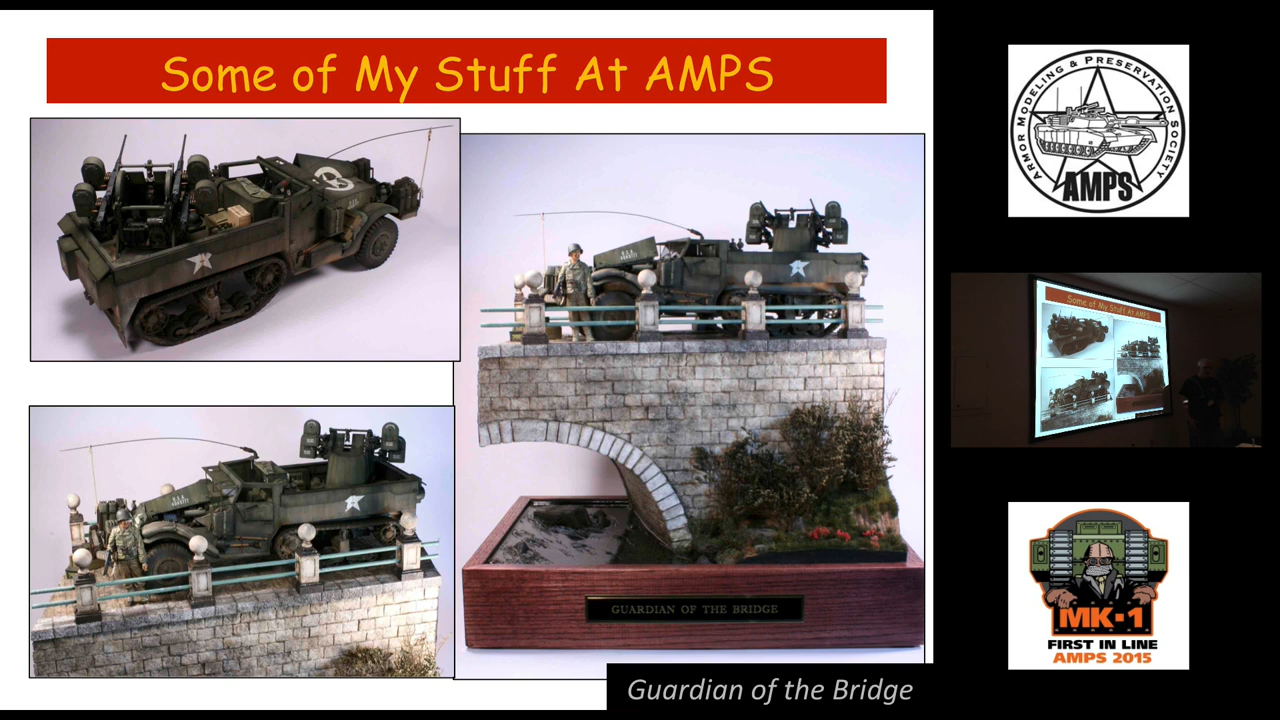 Some of My Stuff At AMPS
GUARDIAN OF THE BRIDGE
Guardian of the Bridge
ARMOR MODELING & PRESERVATION SOCIETY
AMPS
Some of My Stuff At AMPS
MK-1
FIRST IN LINE
AMPS 2015